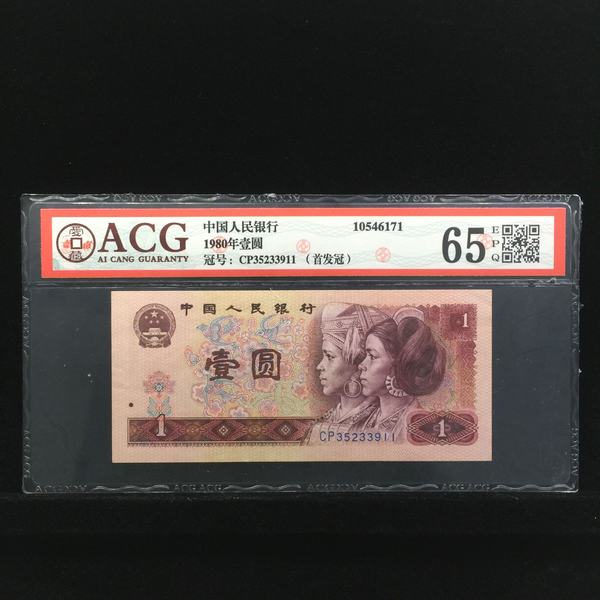 ACG
AI CANG GUARANTY
中国人民银行
1980年壹圆
冠号：CP35233911（首发冠）
10546171
65
EPQ
中国人民银行
1
壹圆
1
CP35233911
1